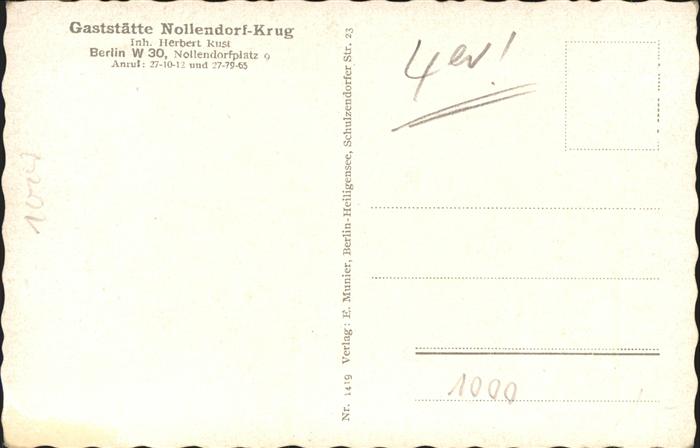 Gaststätte Nollendorf-Krug
Inh. Herbert Rust
Berlin W 30, Nollendorfplatz 9
Anruf: 27-10-12 und 27-79-65
Nr. 1419 Verlag: E. Munier, Berlin-Heiligensee, Schulzendorfer Str. 23
1000